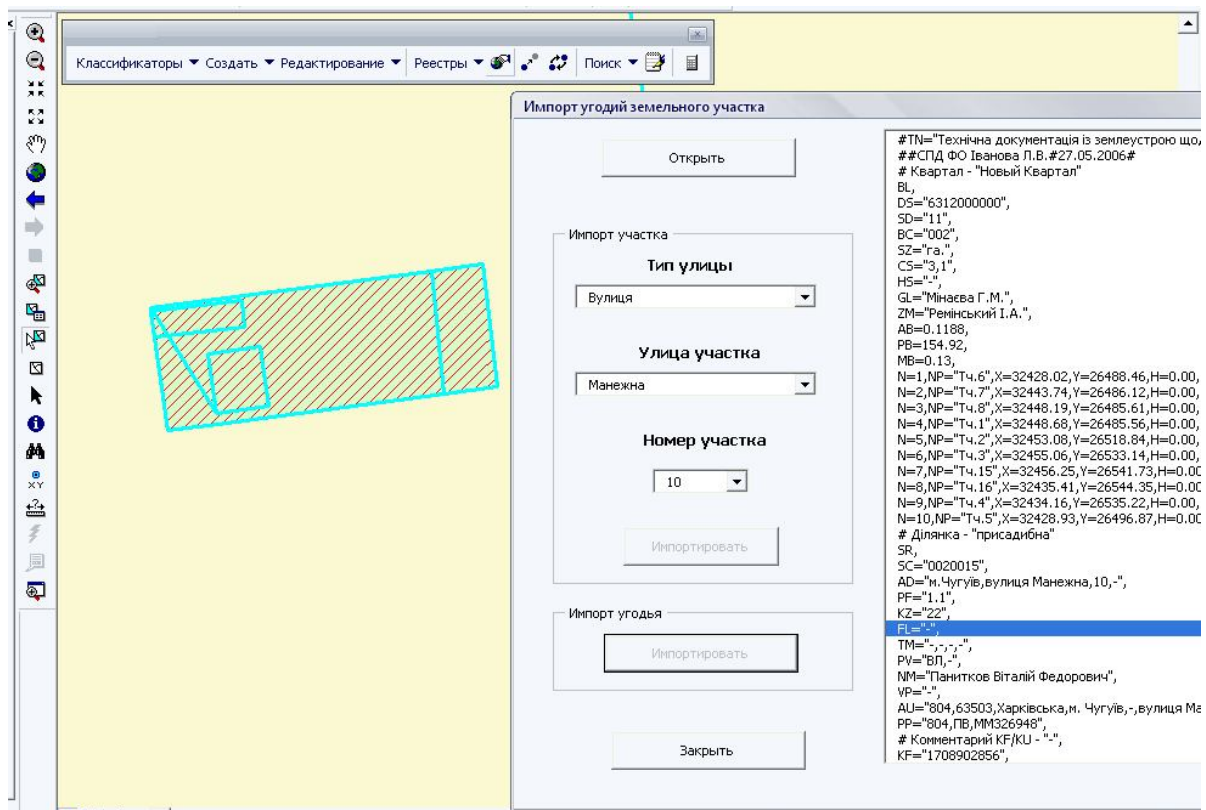 Классификаторы Создать Редактирование Реестры Поиск
Импорт угодий земельного участка
Открыть
Импорт участка
Тип улицы
Вулиця
Улица участка
Манежна
Номер участка
10
Импортировать
Импорт угодья
Импортировать
Закрыть
#TN="Технічна документація із землеустрою що
##СПД ФО Іванова Л.В.#27.05.2006#
# Квартал - "Новый Квартал"
BL,
DS="6312000000",
SD="11",
BC="002",
SZ="га.",
CS="3,1",
HS="-",
GL="Мінаєва Г.М.",
ZM="Ремінський І.А.",
AB=0.1188,
PB=154.92,
MB=0.13,
N=1,NP="Тч.6",X=32428.02,Y=26488.46,H=0.00,
N=2,NP="Тч.7",X=32443.74,Y=26486.12,H=0.00,
N=3,NP="Тч.8",X=32448.19,Y=26485.61,H=0.00,
N=4,NP="Тч.1",X=32448.68,Y=26485.56,H=0.00,
N=5,NP="Тч.2",X=32453.08,Y=26518.84,H=0.00,
N=6,NP="Тч.3",X=32455.06,Y=26533.14,H=0.00,
N=7,NP="Тч.15",X=32456.25,Y=26541.73,H=0.00
N=8,NP="Тч.16",X=32435.41,Y=26544.35,H=0.00
N=9,NP="Тч.4",X=32434.16,Y=26535.22,H=0.00,
N=10,NP="Тч.5",X=32428.93,Y=26496.87,H=0.00
# Ділянка - "присадибна"
SR,
SC="0020015",
AD="м.Чугуїв,вулиця Манежна,10,-",
PF="1.1",
KZ="22",
FL="-",
TM="-,-,-,-",
PV="ВЛ,-",
NM="Панитков Віталій Федорович",
VP="-",
AU="804,63503,Харківська,м. Чугуїв,-,вулиця Ма
PP="804,ПВ,ММ326948",
# Комментарий KF/KU - "-",
KF="1708902856",
XY